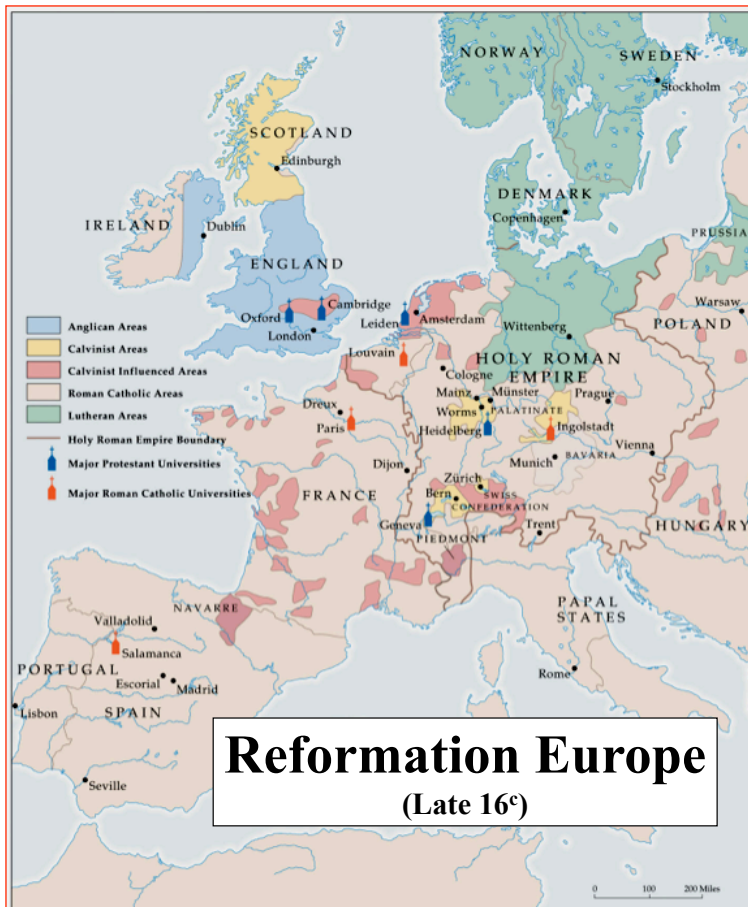 NORWAY
SWEDEN
Stockholm
SCOTLAND
Edinburgh
DENMARK
Copenhagen
IRELAND
Dublin
PRUSSIA
ENGLAND
Cambridge
Oxford
Leiden
Amsterdam
Warsaw
London
Wittenberg
POLAND
Louvain
HOLY ROMAN
EMPIRE
Cologne
Anglican Areas
Calvinist Areas
Calvinist Influenced Areas
Roman Catholic Areas
Lutheran Areas
Holy Roman Empire Boundary
Major Protestant Universities
Major Roman Catholic Universities
Mainz
Münster
Prague
Dreux
Worms
PALATINATE
Paris
Heidelberg
Ingolstadt
Vienna
Dijon
Munich
BAVARIA
Zürich
FRANCE
Bern
SWISS
CONFEDERATION
Geneva
Trent
HUNGARY
PIEDMONT
NAVARRE
PAPAL
STATES
Valladolid
Salamanca
PORTUGAL
Escorial
Madrid
Rome
Lisbon
SPAIN
Seville
Reformation Europe
(Late 16ᶜ)
0 100 200 Miles